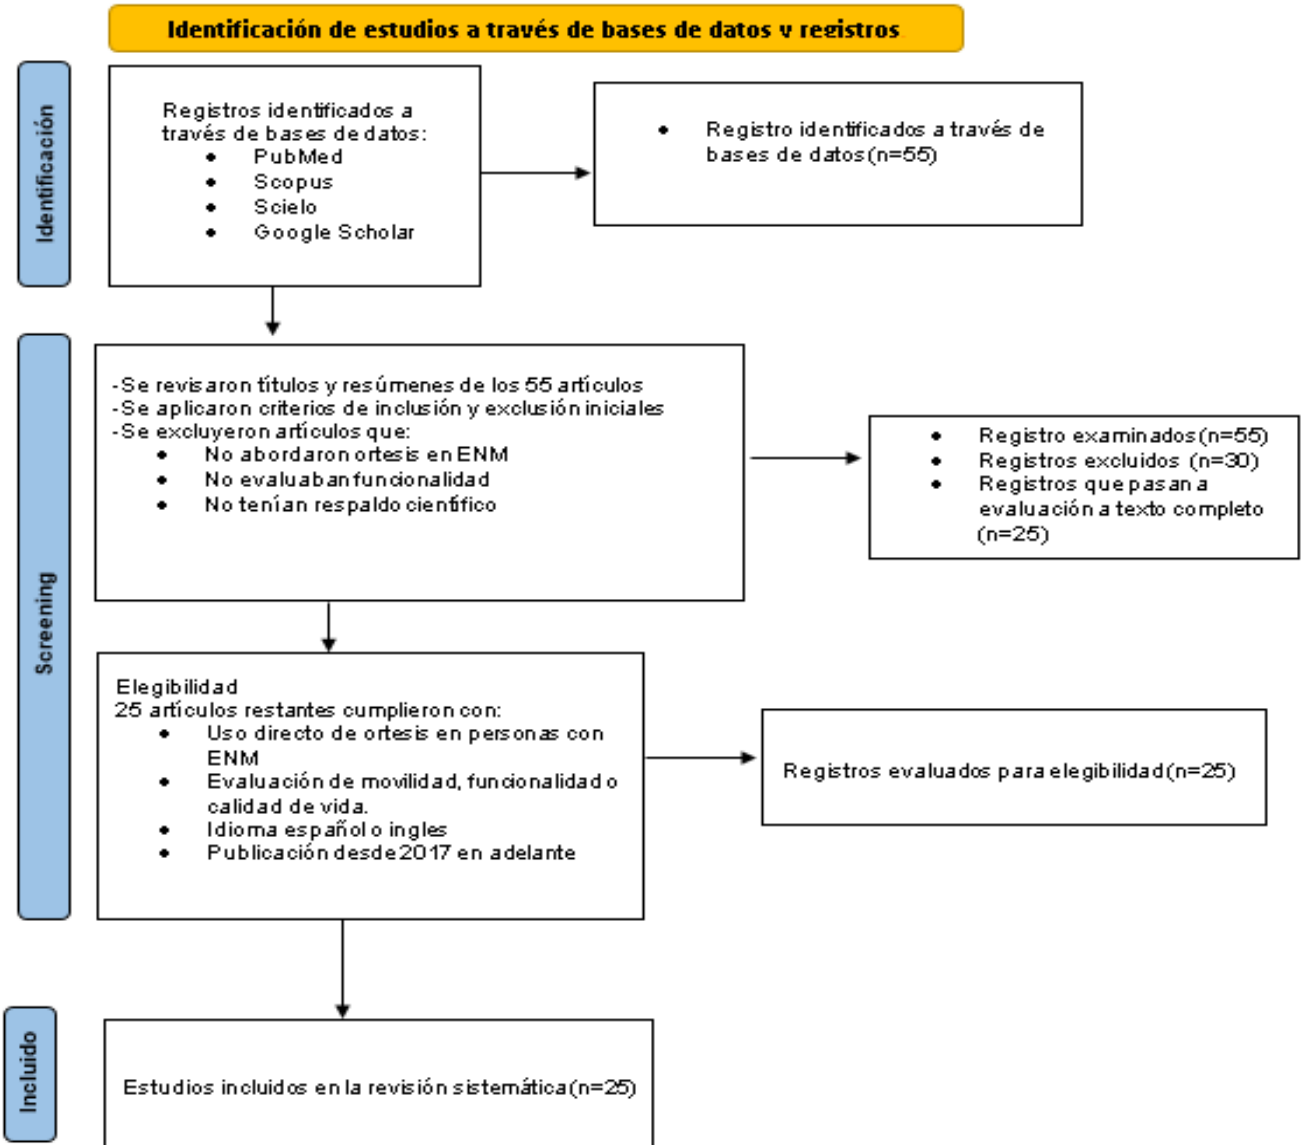 Identificación de estudios a través de bases de datos y registros
Identificación
Registros identificados a
través de bases de datos:
• PubMed
• Scopus
• Scielo
• Google Scholar
• Registro identificados a través de
bases de datos (n=55)
Screening
-Se revisaron títulos y resúmenes de los 55 artículos
-Se aplicaron criterios de inclusión y exclusión iniciales
-Se excluyeron artículos que:
• No abordaron ortesis en ENM
• No evaluaban funcionalidad
• No tenían respaldo científico
• Registro examinados (n=55)
• Registros excluidos (n=30)
• Registros que pasan a
evaluación a texto completo
(n=25)
Elegibilidad
25 artículos restantes cumplieron con:
• Uso directo de ortesis en personas con
ENM
• Evaluación de movilidad, funcionalidad o
calidad de vida.
• Idioma español o ingles
• Publicación desde 2017 en adelante
Registros evaluados para elegibilidad (n=25)
Incluido
Estudios incluidos en la revisión sistemática (n=25)